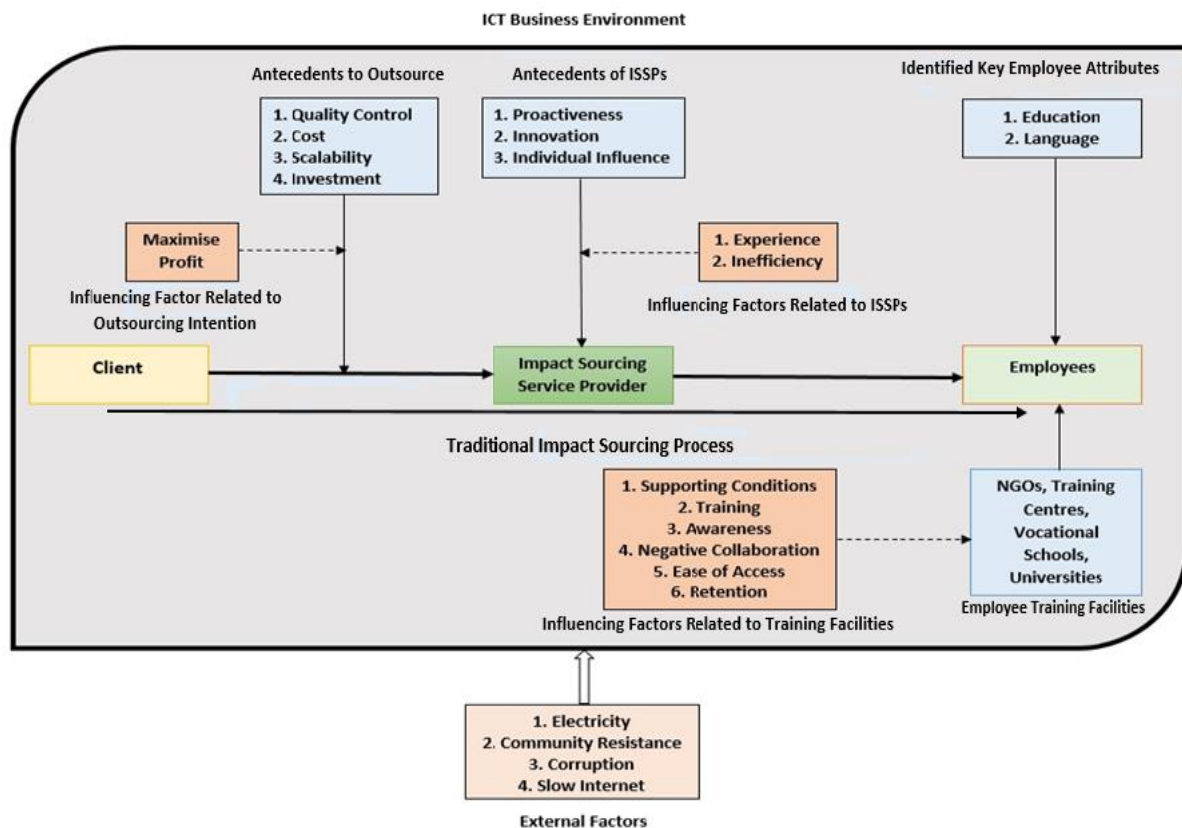 ICT Business Environment
Antecedents to Outsource
1. Quality Control
2. Cost
3. Scalability
4. Investment
Antecedents of ISSPs
1. Proactiveness
2. Innovation
3. Individual Influence
Identified Key Employee Attributes
1. Education
2. Language
Maximise
Profit
Influencing Factor Related to
Outsourcing Intention
1. Experience
2. Inefficiency
Influencing Factors Related to ISSPs
Client
Impact Sourcing
Service Provider
Employees
Traditional Impact Sourcing Process
1. Supporting Conditions
2. Training
3. Awareness
4. Negative Collaboration
5. Ease of Access
6. Retention
Influencing Factors Related to Training Facilities
NGOs, Training
Centres,
Vocational
Schools,
Universities
Employee Training Facilities
1. Electricity
2. Community Resistance
3. Corruption
4. Slow Internet
External Factors